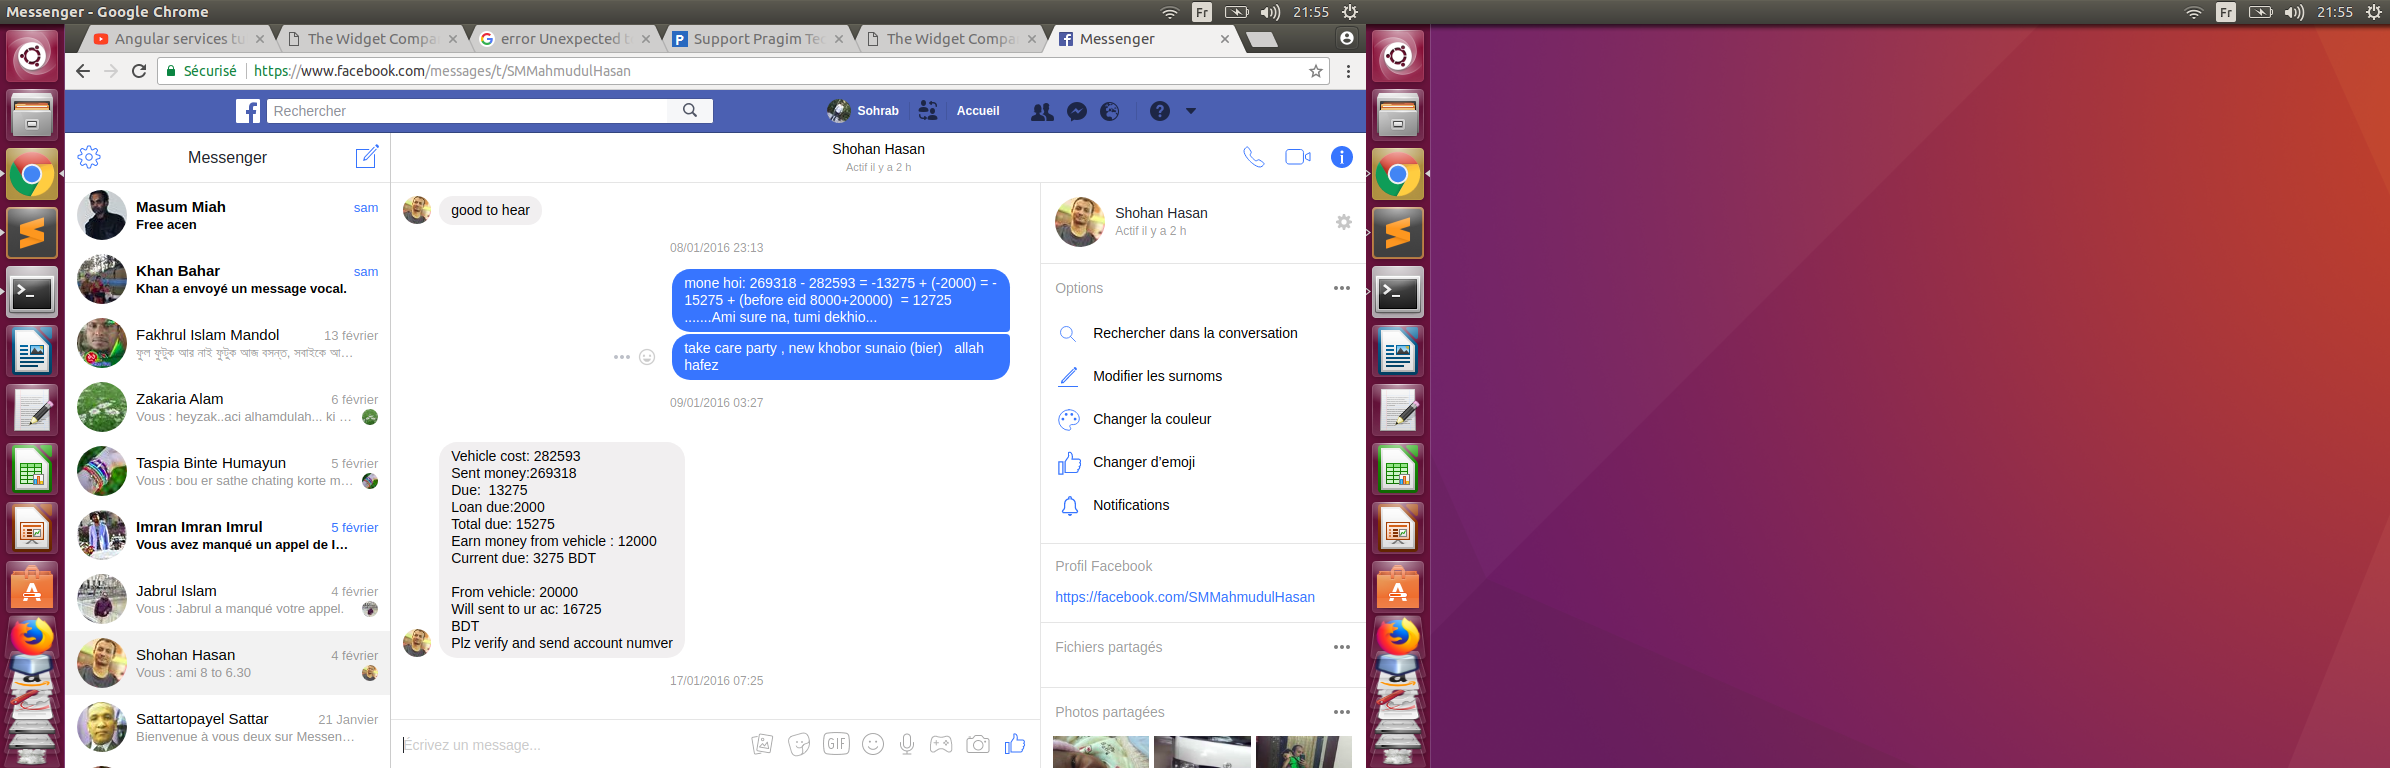 Messenger - Google Chrome
Fr
21:55
Fr
21:55
Angular services tu
The Widget Compa
error Unexpected t
Support Pragim Tec
The Widget Compa
Messenger
Sécurisé
https://www.facebook.com/messages/t/SMMahmudulHasan
Rechercher
Sohrab
Accueil
Messenger
Shohan Hasan
Actif il y a 2 h
Masum Miah
sam
Free acen
Khan Bahar
sam
Khan a envoyé un message vocal.
Fakhrul Islam Mandol
13 février
ফুল ফুটুক আর নাই ফুটুক আজ বসন্ত, সবাইকে আ…
Zakaria Alam
6 février
Vous : heyzak..aci alhamdulah... ki …
Taspia Binte Humayun
5 février
Vous : bou er sathe chating korte m…
Imran Imran Imrul
5 février
Vous avez manqué un appel de I…
Jabrul Islam
4 février
Vous : Jabrul a manqué votre appel.
Shohan Hasan
4 février
Vous : ami 8 to 6.30
Sattartopayel Sattar
21 Janvier
Bienvenue à vous deux sur Messen…
good to hear
08/01/2016 23:13
mone hoi: 269318 - 282593 = -13275 + (-2000) = -
15275 + (before eid 8000+20000)  = 12725
.......Ami sure na, tumi dekhio...
take care party , new khobor sunaio (bier)   allah
hafez
09/01/2016 03:27
Vehicle cost: 282593
Sent money:269318
Due:  13275
Loan due:2000
Total due: 15275
Earn money from vehicle : 12000
Current due: 3275 BDT
From vehicle: 20000
Will sent to ur ac: 16725
BDT
Plz verify and send account numver
17/01/2016 07:25
Écrivez un message...
GIF
Shohan Hasan
Actif il y a 2 h
Options
Rechercher dans la conversation
Modifier les surnoms
Changer la couleur
Changer d’emoji
Notifications
Profil Facebook
https://facebook.com/SMMahmudulHasan
Fichiers partagés
Photos partagées